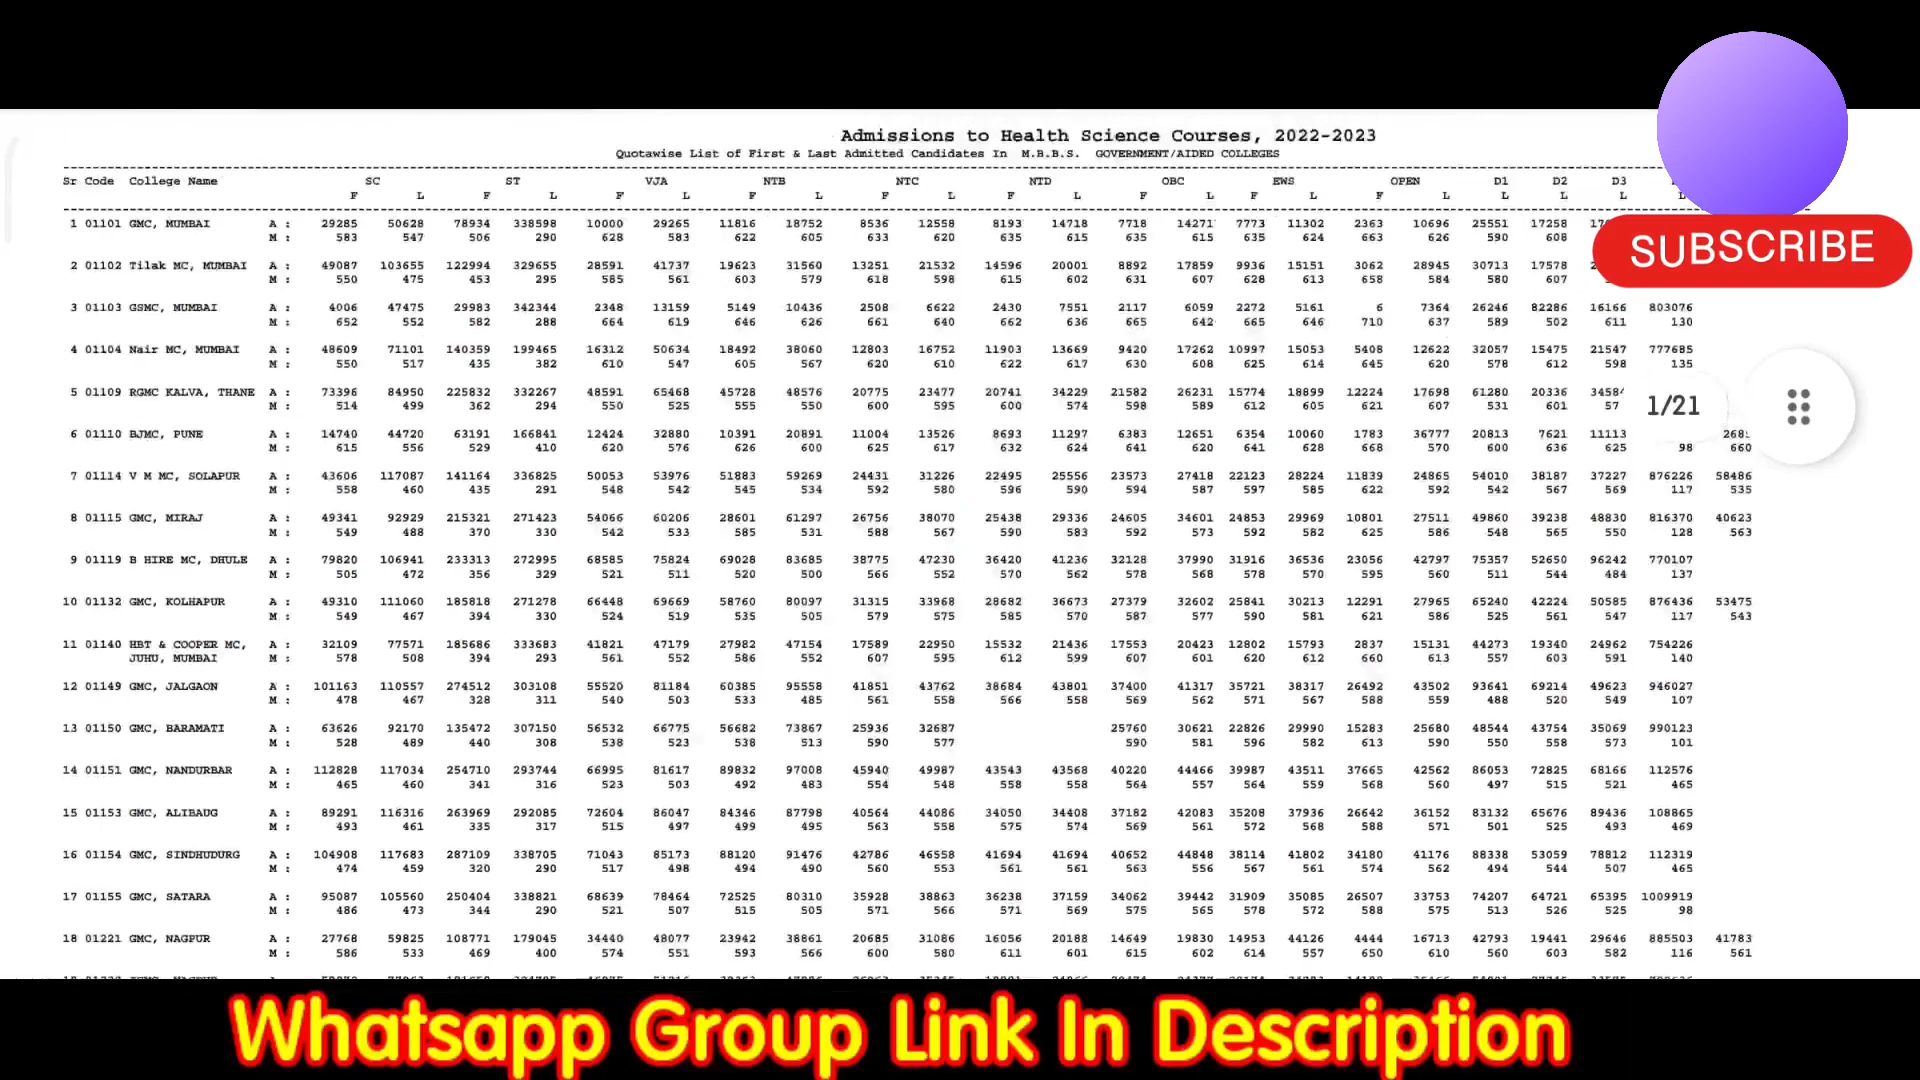 Admissions to Health Science Courses, 2022-2023
Quotawise List of First & Last Admitted Candidates In M.B.B.S. GOVERNMENT/AIDED COLLEGES
Sr Code College Name SC ST VJA NTB NTC NTD OBC EWS OPEN D1 D2 D3
F L F L F L F L F L F L F L F L F L L L L
1 01101 GMC, MUMBAI A : 29285 50628 78934 338598 10000 29265 11816 18752 8536 12558 8193 14718 7718 14271 7773 11302 2363 10696 25551 17258
M : 583 547 506 290 628 583 622 605 633 620 635 615 635 615 635 624 663 626 590 608
SUBSCRIBE
2 01102 Tilak MC, MUMBAI A : 49087 103655 122994 329655 28591 41737 19623 31560 13251 21532 14596 20001 8892 17859 9936 15151 3062 28945 30713 17578
M : 550 475 453 295 585 561 603 579 618 598 615 602 631 607 628 613 658 584 580 607
3 01103 GSMC, MUMBAI A : 4006 47475 29983 342344 2348 13159 5149 10436 2508 6622 2430 7551 2117 6059 2272 5161 6 7364 26246 82286 16166 803076
M : 652 552 582 288 664 619 646 626 661 640 662 636 665 642 665 646 710 637 589 502 611 130
4 01104 Nair MC, MUMBAI A : 48609 71101 140359 199465 16312 50634 18492 38060 12803 16752 11903 13669 9420 17262 10997 15053 5408 12622 32057 15475 21547 777685
M : 550 517 435 382 610 547 605 567 620 610 622 617 630 608 625 614 645 620 578 612 598 135
5 01109 RGMC KALVA, THANE A : 73396 84950 225832 332267 48591 65468 45728 48576 20775 23477 20741 34229 21582 26231 15774 18899 12224 17698 61280 20336
M : 514 499 362 294 550 525 555 550 600 595 600 574 598 589 612 605 621 607 531 601
1/21
6 01110 BJMC, PUNE A : 14740 44720 63191 166841 12424 32880 10391 20891 11004 13526 8693 11297 6383 12651 6354 10060 1783 36777 20813 7621 11113
M : 615 556 529 410 620 576 626 600 625 617 632 624 641 620 641 628 668 570 600 636 625 98 660
7 01114 V M MC, SOLAPUR A : 43606 117087 141164 336825 50053 53976 51883 59269 24431 31226 22495 25556 23573 27418 22123 28224 11839 24865 54010 38187 37227 876226 58486
M : 558 460 435 291 548 542 545 534 592 580 596 590 594 587 597 585 622 592 542 567 569 117 535
8 01115 GMC, MIRAJ A : 49341 92929 215321 271423 54066 60206 28601 61297 26756 38070 25438 29336 24605 34601 24853 29969 10801 27511 49860 39238 48830 816370 40623
M : 549 488 370 330 542 533 585 531 588 567 590 583 592 573 592 582 625 586 548 565 550 128 563
9 01119 B HIRE MC, DHULE A : 79820 106941 233313 272995 68585 75824 69028 83685 38775 47230 36420 41236 32128 37990 31916 36536 23056 42797 75357 52650 96242 770107
M : 505 472 356 329 521 511 520 500 566 552 570 562 578 568 578 570 595 560 511 544 484 137
10 01132 GMC, KOLHAPUR A : 49310 111060 185818 271278 66448 69669 58760 80097 31315 33968 28682 36673 27379 32602 25841 30213 12291 27965 65240 42224 50585 876436 53475
M : 549 467 394 330 524 519 535 505 579 575 585 570 587 577 590 581 621 586 525 561 547 117 543
11 01140 HBT & COOPER MC, A : 32109 77571 185686 333683 41821 47179 27982 47154 17589 22950 15532 21436 17553 20423 12802 15793 2837 15131 44273 19340 24962 754226
JUHU, MUMBAI M : 578 508 394 293 561 552 586 552 607 595 612 599 607 601 620 612 660 613 557 603 591 140
12 01149 GMC, JALGAON A : 101163 110557 274512 303108 55520 81184 60385 95558 41851 43762 38684 43801 37400 41317 35721 38317 26492 43502 93641 69214 49623 946027
M : 478 467 328 311 540 503 533 485 561 558 566 558 569 562 571 567 588 559 488 520 549 107
13 01150 GMC, BARAMATI A : 63626 92170 135472 307150 56532 66775 56682 73867 25936 32687 25760 30621 22826 29990 15283 25680 48544 43754 35069 990123
M : 528 489 440 308 538 523 538 513 590 577 590 581 596 582 613 590 550 558 573 101
14 01151 GMC, NANDURBAR A : 112828 117034 254710 293744 66995 81617 89832 97008 45940 49987 43543 43568 40220 44466 39987 43511 37665 42562 86053 72825 68166 112576
M : 465 460 341 316 523 503 492 483 554 548 558 558 564 557 564 559 568 560 497 515 521 465
15 01153 GMC, ALIBAUG A : 89291 116316 263969 292085 72604 86047 84346 87798 40564 44086 34050 34408 37182 42083 35208 37936 26642 36152 83132 65676 89436 108865
M : 493 461 335 317 515 497 499 495 563 558 575 574 569 561 572 568 588 571 501 525 493 469
16 01154 GMC, SINDHUDURG A : 104908 117683 287109 338705 71043 85173 88120 91476 42786 46558 41694 41694 40652 44848 38114 41802 34180 41176 88338 53059 78812 112319
M : 474 459 320 290 517 498 494 490 560 553 561 561 563 556 567 561 574 562 494 544 507 465
17 01155 GMC, SATARA A : 95087 105560 250404 338821 68639 78464 72525 80310 35928 38863 36238 37159 34062 39442 31909 35085 26507 33753 74207 64721 65395 1009919
M : 486 473 344 290 521 507 515 505 571 566 571 569 575 565 578 572 588 575 513 526 525 98
18 01221 GMC, NAGPUR A : 27768 59825 108771 179045 34440 48077 23942 38861 20685 31086 16056 20188 14649 19830 14953 44126 4444 16713 42793 19441 29646 885503 41783
M : 586 533 469 400 574 551 593 566 600 580 611 601 615 602 614 557 650 610 560 603 582 116 561
Whatsapp Group Link In Description